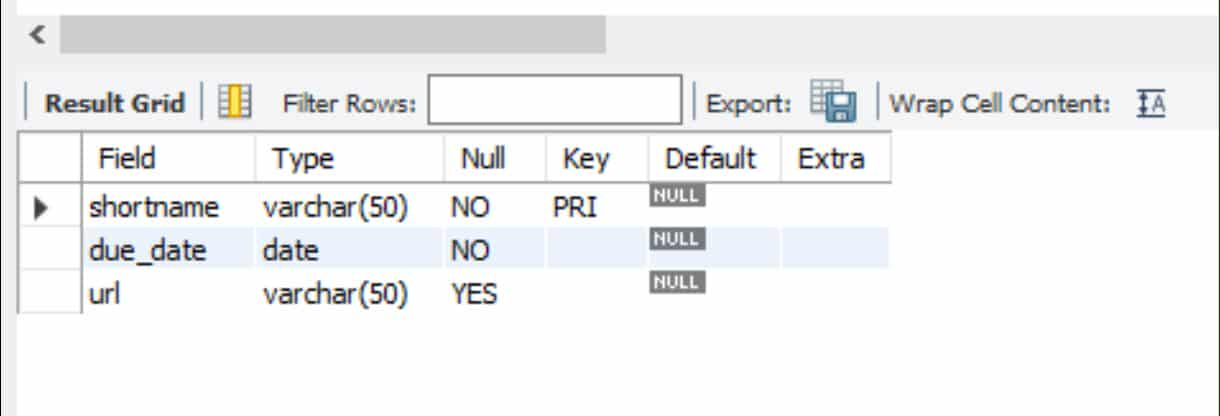 Result Grid Filter Rows: Export: Wrap Cell Content: A
Field Type Null Key Default Extra
shortname varchar(50) NO PRI NULL
due_date date NO NULL
url varchar(50) YES NULL